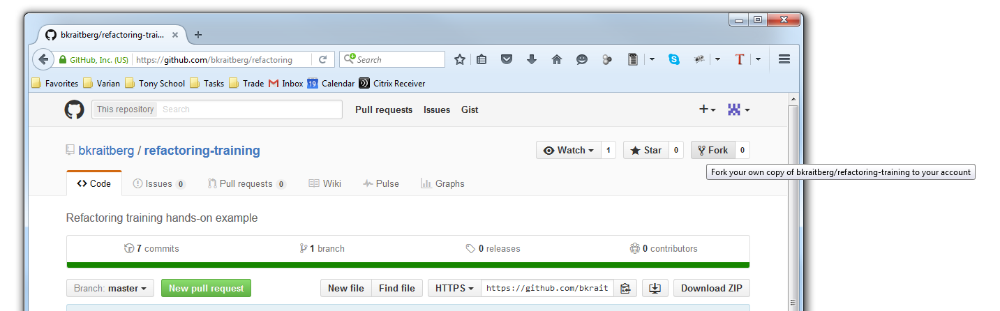 bkraitberg/refactoring-trai...
GitHub, Inc. (US) https://github.com/bkraitberg/refactoring Search
Favorites Varian Tony School Tasks Trade Inbox 19 Calendar Citrix Receiver
This repository Search Pull requests Issues Gist
bkraitberg / refactoring-training Watch 1 Star 0 Fork 0
Fork your own copy of bkraitberg/refactoring-training to your account
Code Issues 0 Pull requests 0 Wiki Pulse Graphs
Refactoring training hands-on example
7 commits 1 branch 0 releases 0 contributors
Branch: master New pull request New file Find file HTTPS https://github.com/bkrait Download ZIP